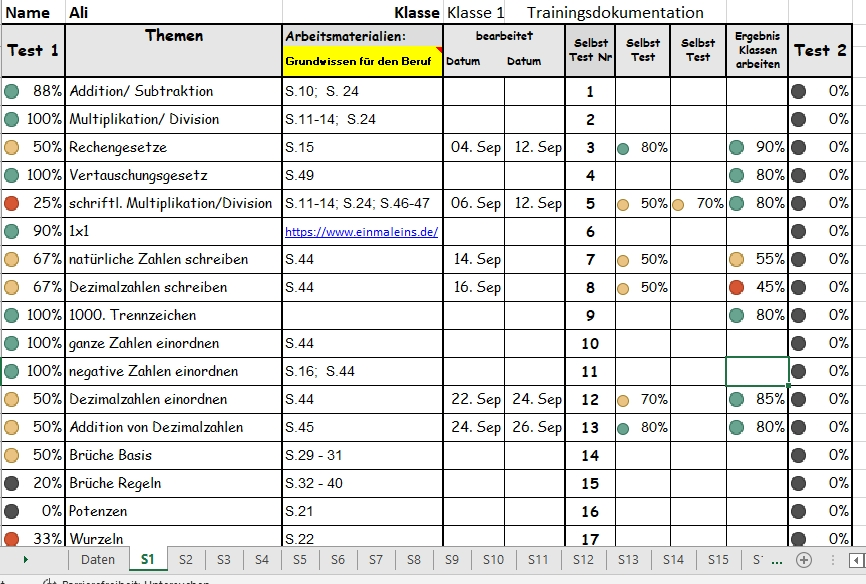 Name Ali Klasse Klasse 1 Trainingsdokumentation
Test 1 Themen Arbeitsmaterialien: Grundwissen für den Beruf bearbeitet Datum Datum Selbst Test Nr Selbst Test Selbst Test Ergebnis Klassen arbeiten Test 2
88% Addition/ Subtraktion S.10; S. 24 1 0%
100% Multiplikation/ Division S.11-14; S.24 2 0%
50% Rechengesetze S.15 04. Sep 12. Sep 3 80% 90% 0%
100% Vertauschungsgesetz S.49 4 80% 0%
25% schriftl. Multiplikation/Division S.11-14; S.24; S.46-47 06. Sep 12. Sep 5 50% 70% 80% 0%
90% 1x1 https://www.einmaleins.de/ 6 0%
67% natürliche Zahlen schreiben S.44 14. Sep 7 50% 55% 0%
67% Dezimalzahlen schreiben S.44 16. Sep 8 50% 45% 0%
100% 1000. Trennzeichen 9 80% 0%
100% ganze Zahlen einordnen S.44 10 0%
100% negative Zahlen einordnen S.16; S.44 11 0%
50% Dezimalzahlen einordnen S.44 22. Sep 24. Sep 12 70% 85% 0%
50% Addition von Dezimalzahlen S.45 24. Sep 26. Sep 13 80% 80% 0%
50% Brüche Basis S.29 - 31 14 0%
20% Brüche Regeln S.32 - 40 15 0%
0% Potenzen S.21 16 0%
33% Wurzeln S.22 17 0%
Daten S1 S2 S3 S4 S5 S6 S7 S8 S9 S10 S11 S12 S13 S14 S15 ...